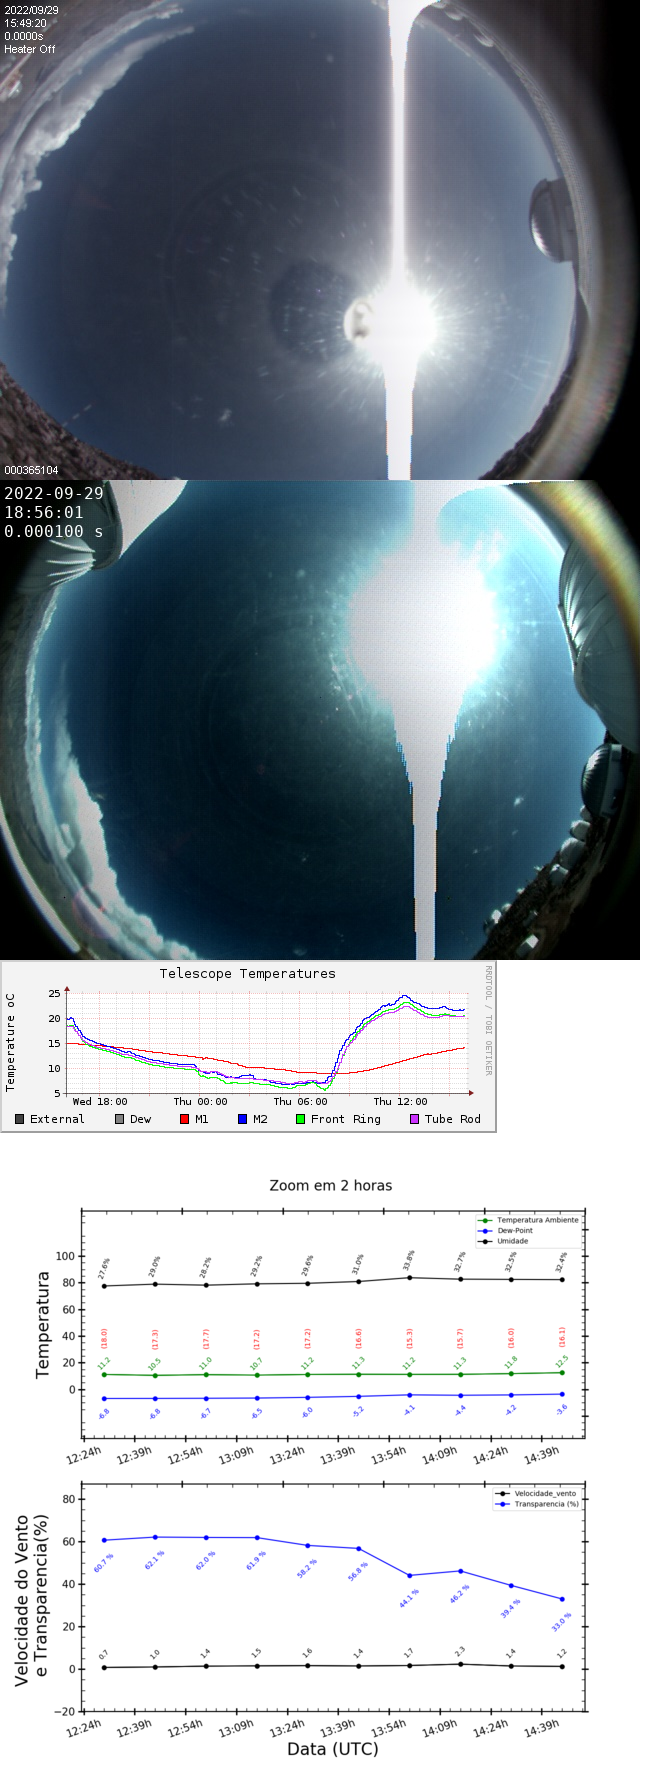 2022/09/29
15:49:20
0.0000s
Heater Off
000365104
2022-09-29
18:56:01
0.000100 s
Telescope Temperatures
RRDTOOL / TOBI OETIKER
Temperature oC
25
20
15
10
5
Wed 18:00 Thu 00:00 Thu 06:00 Thu 12:00
External Dew M1 M2 Front Ring Tube Rod
Zoom em 2 horas
Temperatura Ambiente
Dew-Point
Umidade
Temperatura
100
80
60
40
20
0
27.6% 29.0% 28.2% 29.2% 29.6% 31.0% 33.8% 32.7% 32.5% 32.4%
(18.0) (17.3) (17.7) (17.2) (17.2) (16.6) (15.3) (15.7) (16.0) (16.1)
11.2 10.5 11.0 10.7 11.2 11.3 11.2 11.3 11.8 12.5
-6.8 -6.8 -6.7 -6.5 -6.0 -5.2 -4.1 -4.4 -4.2 -3.6
12:24h 12:39h 12:54h 13:09h 13:24h 13:39h 13:54h 14:09h 14:24h 14:39h
Velocidade_vento
Transparencia (%)
Velocidade do Vento
e Transparencia(%)
80
60
40
20
0
−20
60.7 % 62.1 % 62.0 % 61.9 % 58.2 % 56.8 % 44.1 % 46.2 % 39.4 % 33.0 %
0.7 1.0 1.4 1.5 1.6 1.4 1.7 2.3 1.4 1.2
12:24h 12:39h 12:54h 13:09h 13:24h 13:39h 13:54h 14:09h 14:24h 14:39h
Data (UTC)